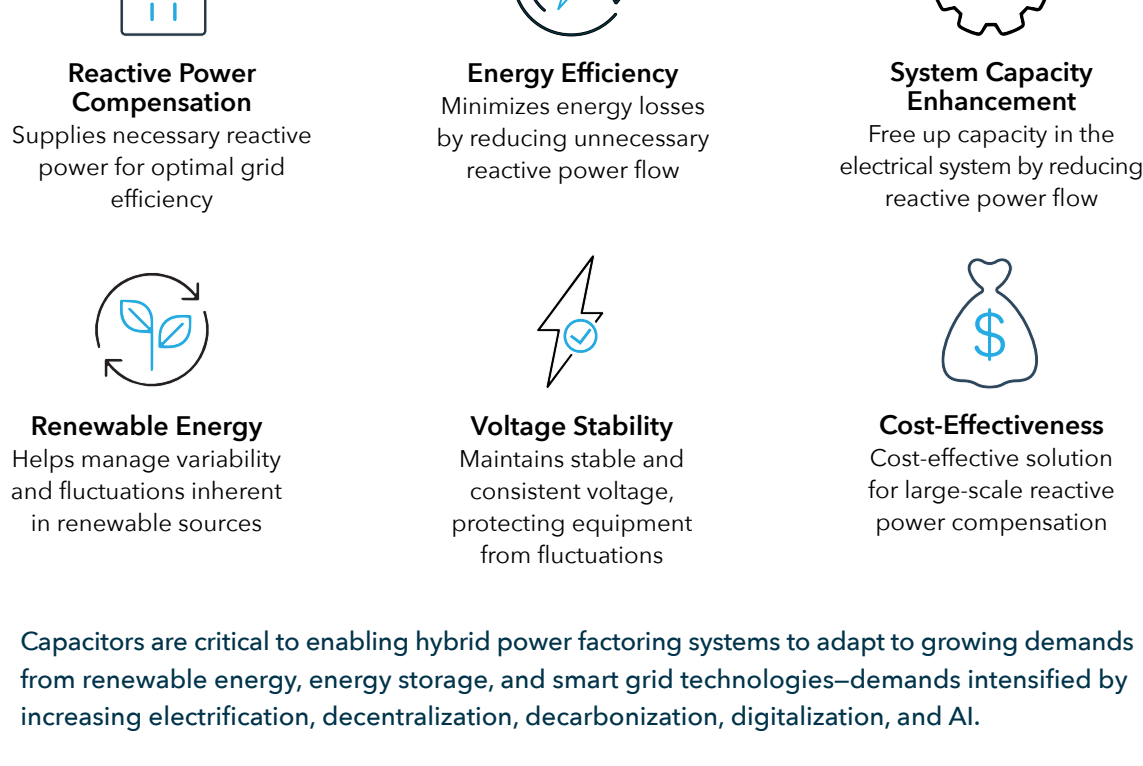 Reactive Power
Compensation
Supplies necessary reactive
power for optimal grid
efficiency
Energy Efficiency
Minimizes energy losses
by reducing unnecessary
reactive power flow
System Capacity
Enhancement
Free up capacity in the
electrical system by reducing
reactive power flow
Renewable Energy
Helps manage variability
and fluctuations inherent
in renewable sources
Voltage Stability
Maintains stable and
consistent voltage,
protecting equipment
from fluctuations
$
Cost-Effectiveness
Cost-effective solution
for large-scale reactive
power compensation
Capacitors are critical to enabling hybrid power factoring systems to adapt to growing demands
from renewable energy, energy storage, and smart grid technologies—demands intensified by
increasing electrification, decentralization, decarbonization, digitalization, and AI.